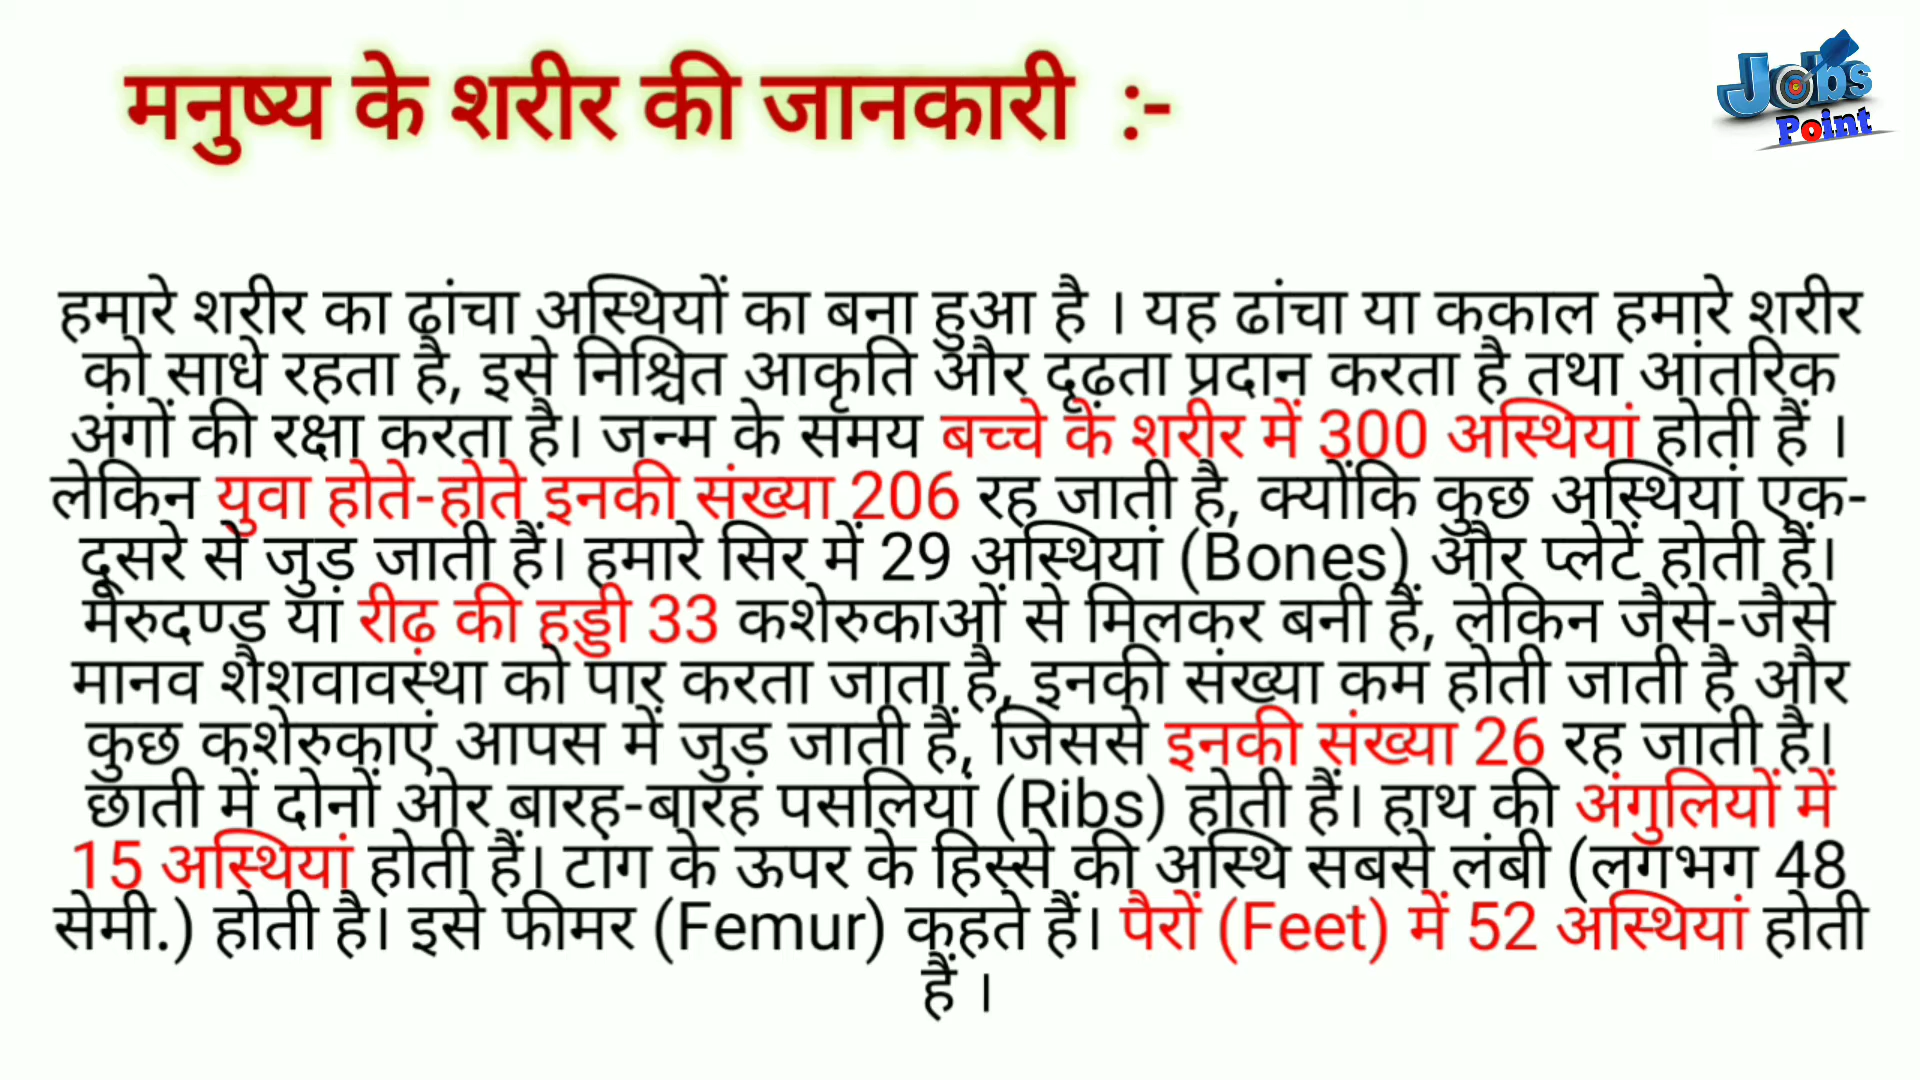 मनुष्य के शरीर की जानकारी :-
Jobs
Point
हमारे शरीर का ढ़ांचा अस्थियों का बना हुआ है । यह ढांचा या ककाल हमारे शरीर
को साधे रहता है, इसे निश्चित आकृति और दृढ़ता प्रदान करता है तथा आंतरिक
अंगों की रक्षा करता है। जन्म के समय बच्चे के शरीर में 300 अस्थियां होती हैं ।
लेकिन युवा होते-होते इनकी संख्या 206 रह जाती है, क्योंकि कुछ अस्थियां एक-
दूसरे से जुड़ जाती हैं। हमारे सिर में 29 अस्थियां (Bones) और प्लेटें होती हैं।
मेरुदण्ड यां रीढ़ की हड्डी 33 कशेरुकाओं से मिलकर बनी हैं, लेकिन जैसे-जैसे
मानव शैशवावस्था को पार करता जाता है, इनकी संख्या कम होती जाती है और
कुछ कशेरुकाएं आपस में जुड़ जाती हैं, जिससे इनकी संख्या 26 रह जाती है।
छाती में दोनों ओर बारह-बारह पसलियां (Ribs) होती हैं। हाथ की अंगुलियों में
15 अस्थियां होती हैं। टांग के ऊपर के हिस्से की अस्थि सबसे लंबी (लगभग 48
सेमी.) होती है। इसे फीमर (Femur) कहते हैं। पैरों (Feet) में 52 अस्थियां होती
हैं ।